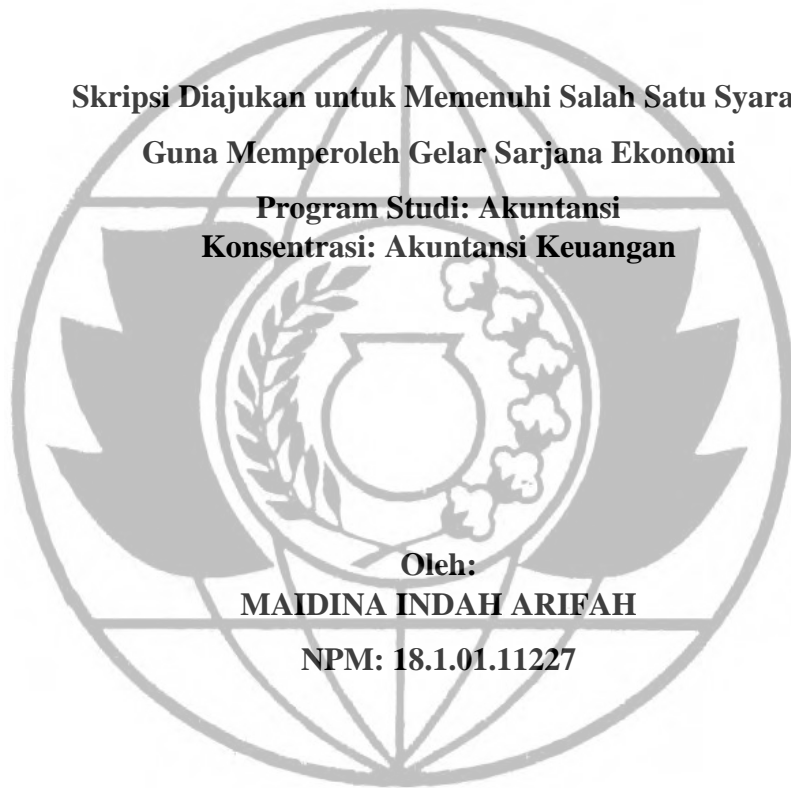 Skripsi Diajukan untuk Memenuhi Salah Satu Syara
Guna Memperoleh Gelar Sarjana Ekonomi
Program Studi: Akuntansi
Konsentrasi: Akuntansi Keuangan
Oleh:
MAIDINA INDAH ARIFAH
NPM: 18.1.01.11227